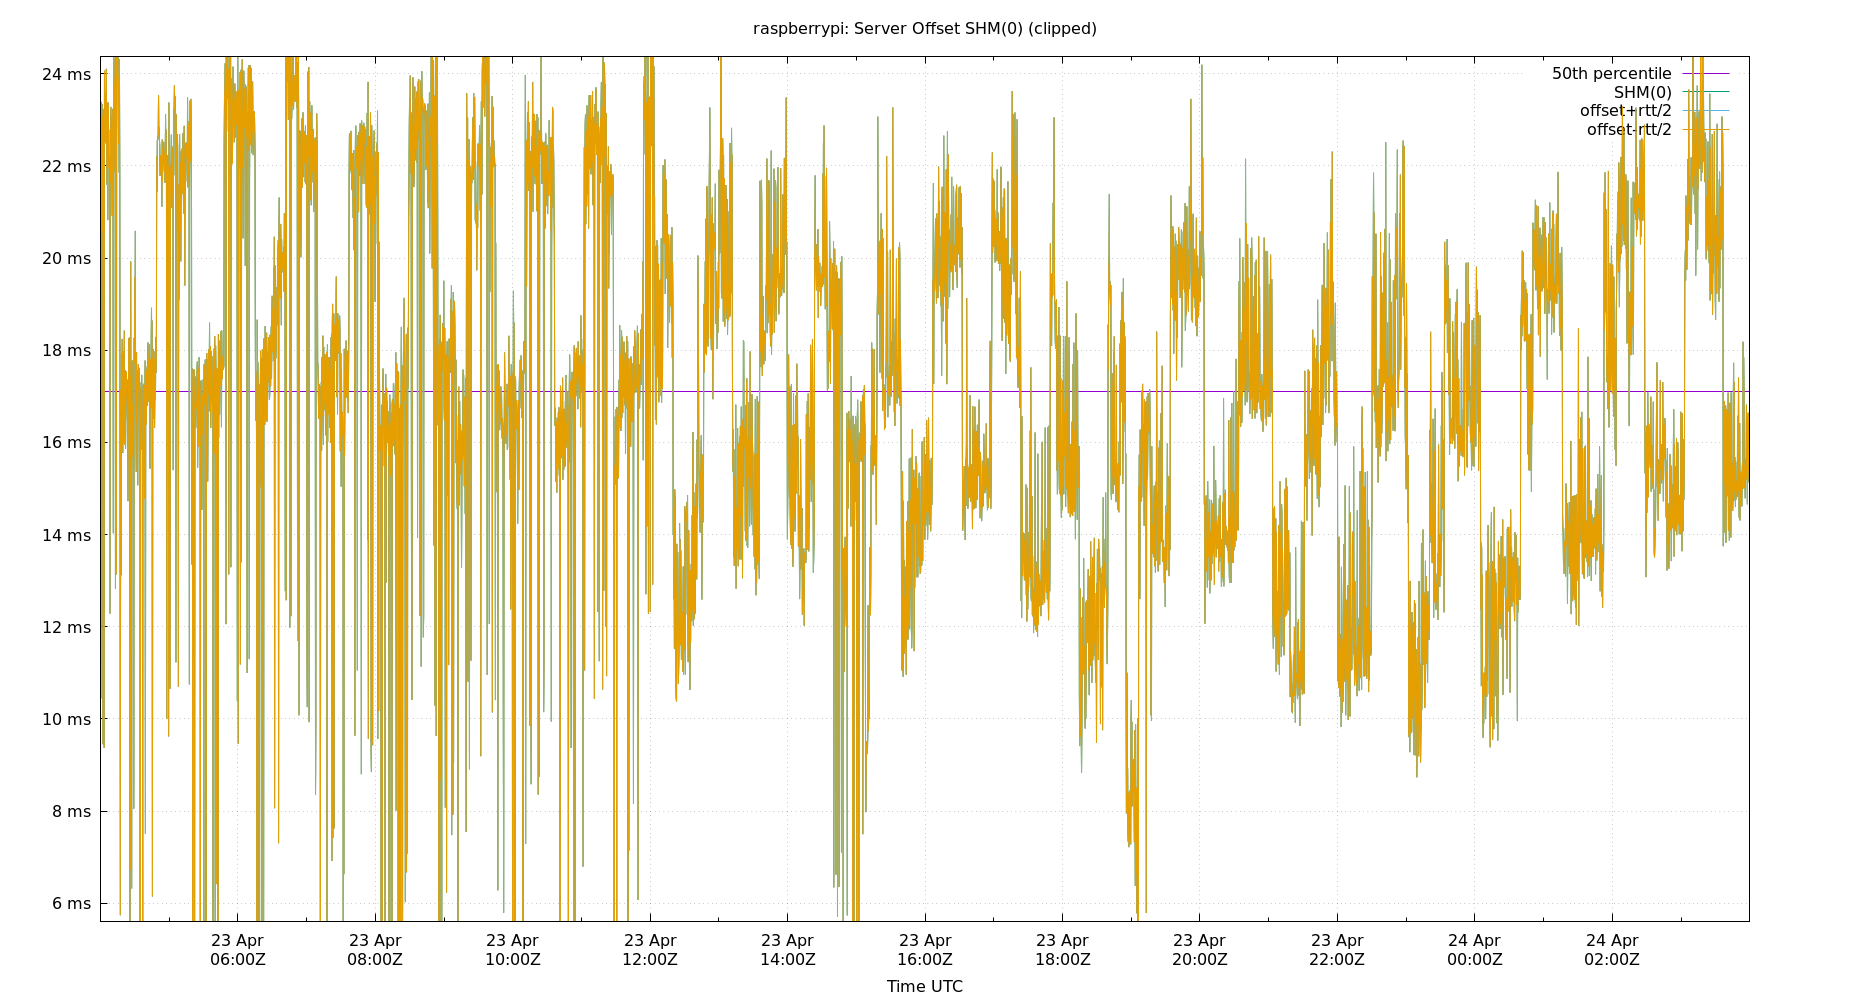 raspberrypi: Server Offset SHM(0) (clipped)
50th percentile
SHM(0)
offset+rtt/2
offset-rtt/2
24 ms
22 ms
20 ms
18 ms
16 ms
14 ms
12 ms
10 ms
8 ms
6 ms
23 Apr 23 Apr 23 Apr 23 Apr 23 Apr 23 Apr 23 Apr 23 Apr 23 Apr 24 Apr 24 Apr
06:00Z 08:00Z 10:00Z 12:00Z 14:00Z 16:00Z 18:00Z 20:00Z 22:00Z 00:00Z 02:00Z
Time UTC